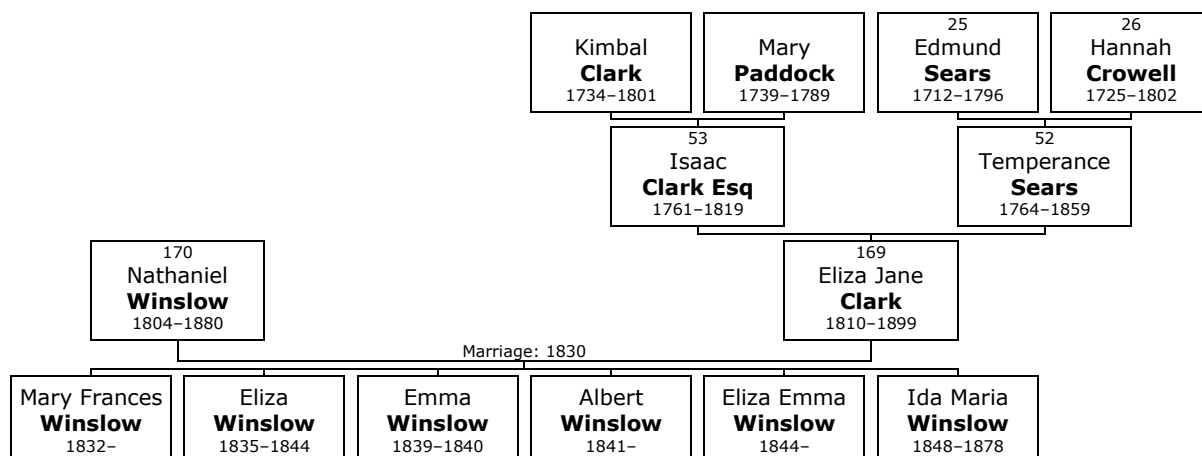 Kimbal
Clark
1734–1801
Mary
Paddock
1739–1789
25
Edmund
Sears
1712–1796
26
Hannah
Crowell
1725–1802
53
Isaac
Clark Esq
1761–1819
52
Temperance
Sears
1764–1859
170
Nathaniel
Winslow
1804–1880
169
Eliza Jane
Clark
1810–1899
Marriage: 1830
Mary Frances
Winslow
1832–
Eliza
Winslow
1835–1844
Emma
Winslow
1839–1840
Albert
Winslow
1841–
Eliza Emma
Winslow
1844–
Ida Maria
Winslow
1848–1878